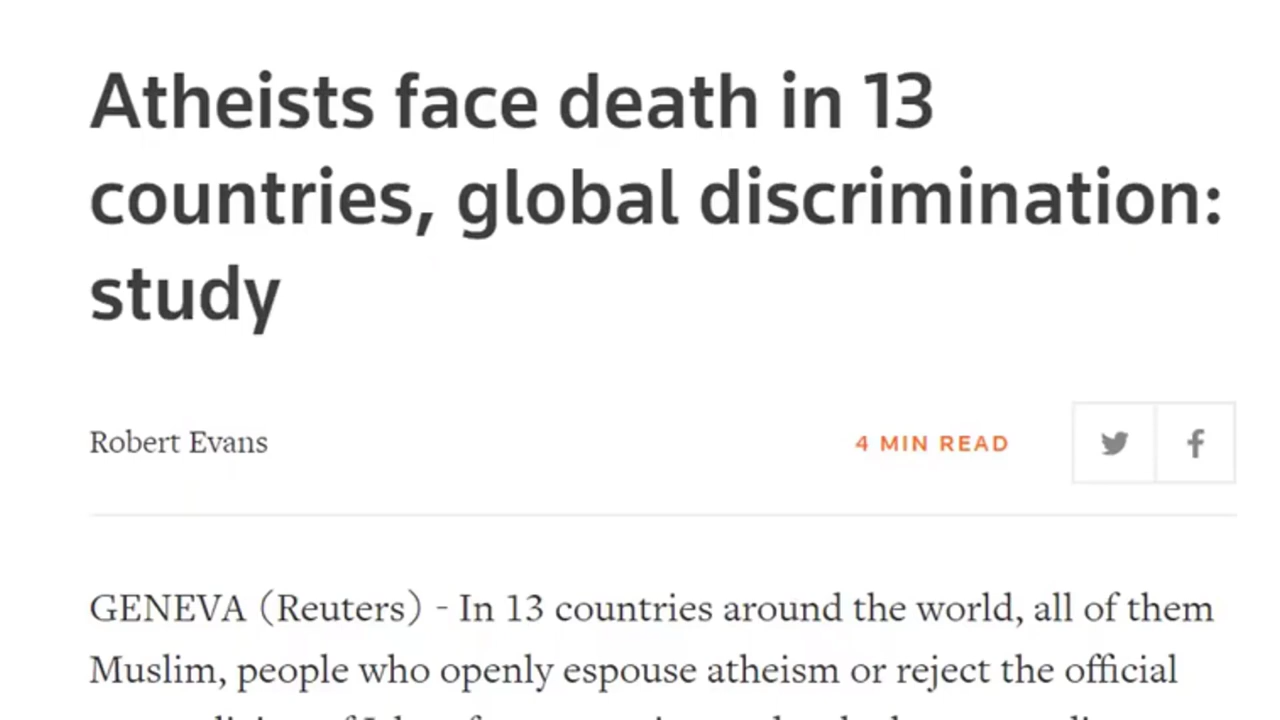 Atheists face death in 13
countries, global discrimination:
study
Robert Evans
4 MIN READ
GENEVA (Reuters) - In 13 countries around the world, all of them
Muslim, people who openly espouse atheism or reject the official